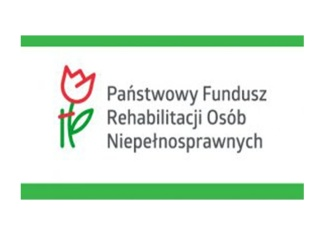 Państwowy Fundusz
Rehabilitacji Osób
Niepełnosprawnych